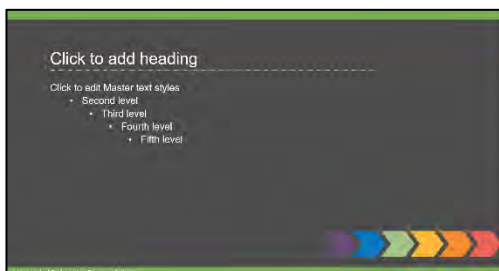 Click to add heading
Click to edit Master text styles
• Second level
• Third level
• Fourth level
• Fifth level